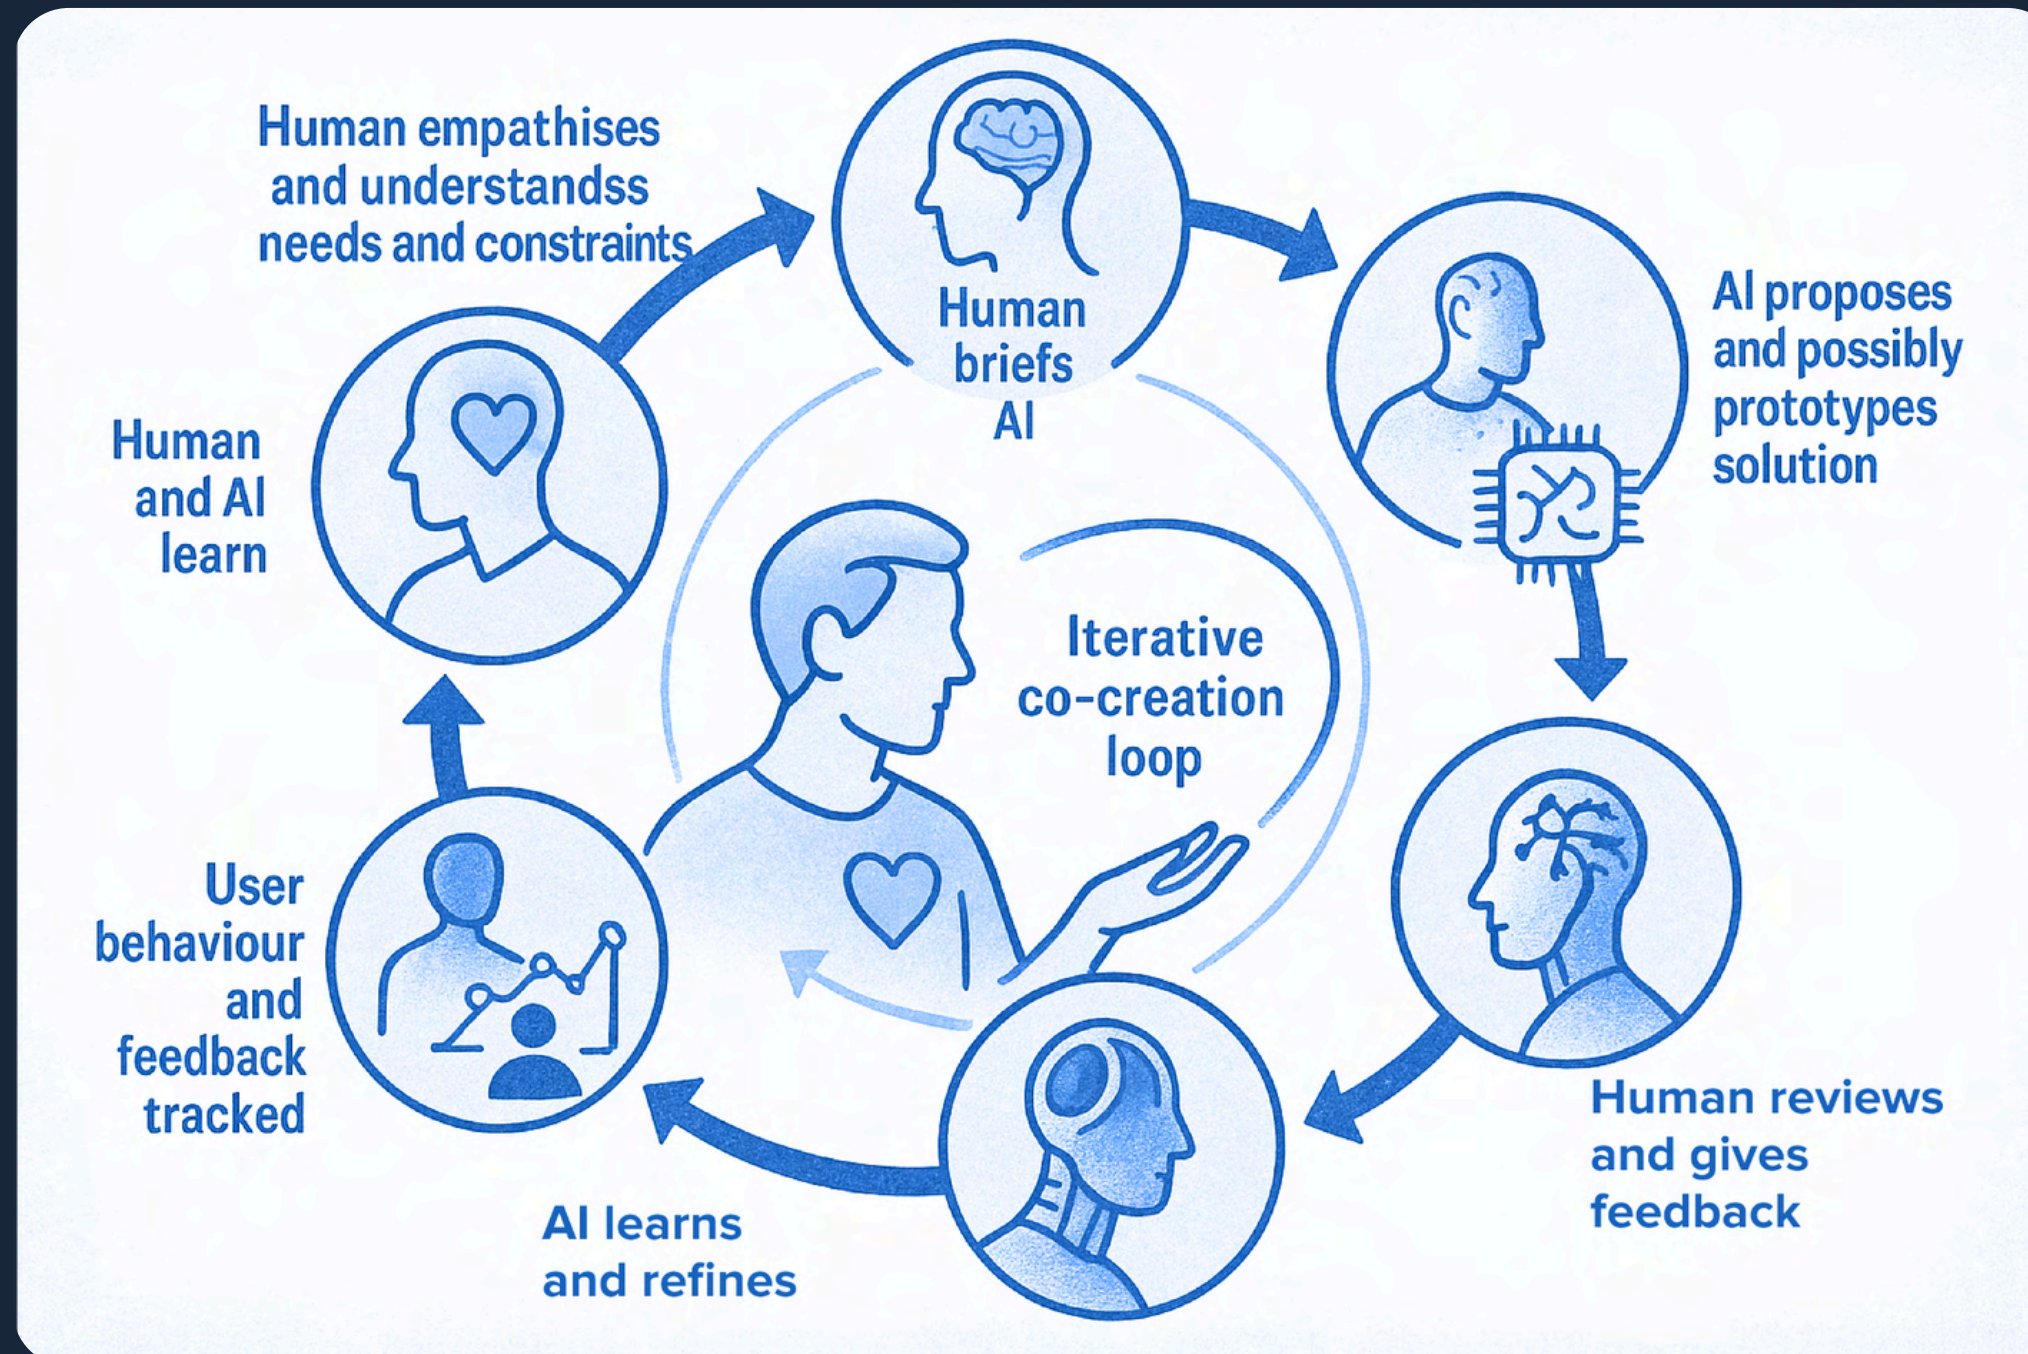 Human empathises
and understandss
needs and constraints
Human
briefs
AI
AI proposes
and possibly
prototypes
solution
Human
and AI
learn
Iterative
co-creation
loop
User
behaviour
and
feedback
tracked
Human reviews
and gives
feedback
AI learns
and refines